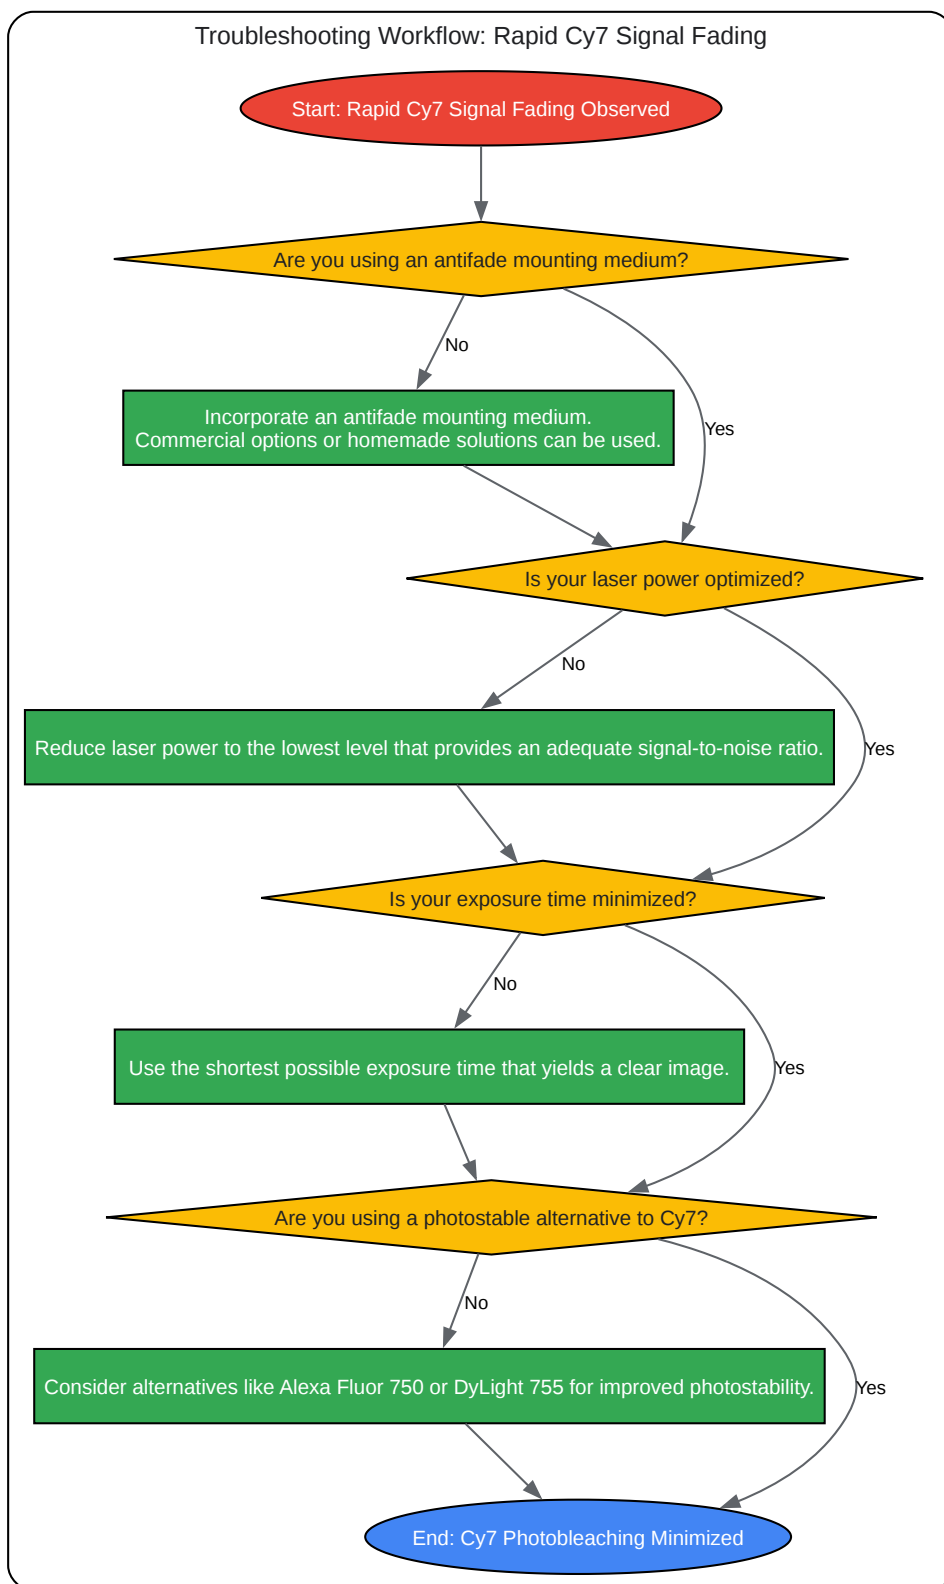 Troubleshooting Workflow: Rapid Cy7 Signal Fading
Start: Rapid Cy7 Signal Fading Observed
Are you using an antifade mounting medium?
No
Incorporate an antifade mounting medium.
Commercial options or homemade solutions can be used.
Yes
Is your laser power optimized?
No
Reduce laser power to the lowest level that provides an adequate signal-to-noise ratio.
Yes
Is your exposure time minimized?
No
Use the shortest possible exposure time that yields a clear image.
Yes
Are you using a photostable alternative to Cy7?
No
Consider alternatives like Alexa Fluor 750 or DyLight 755 for improved photostability.
Yes
End: Cy7 Photobleaching Minimized